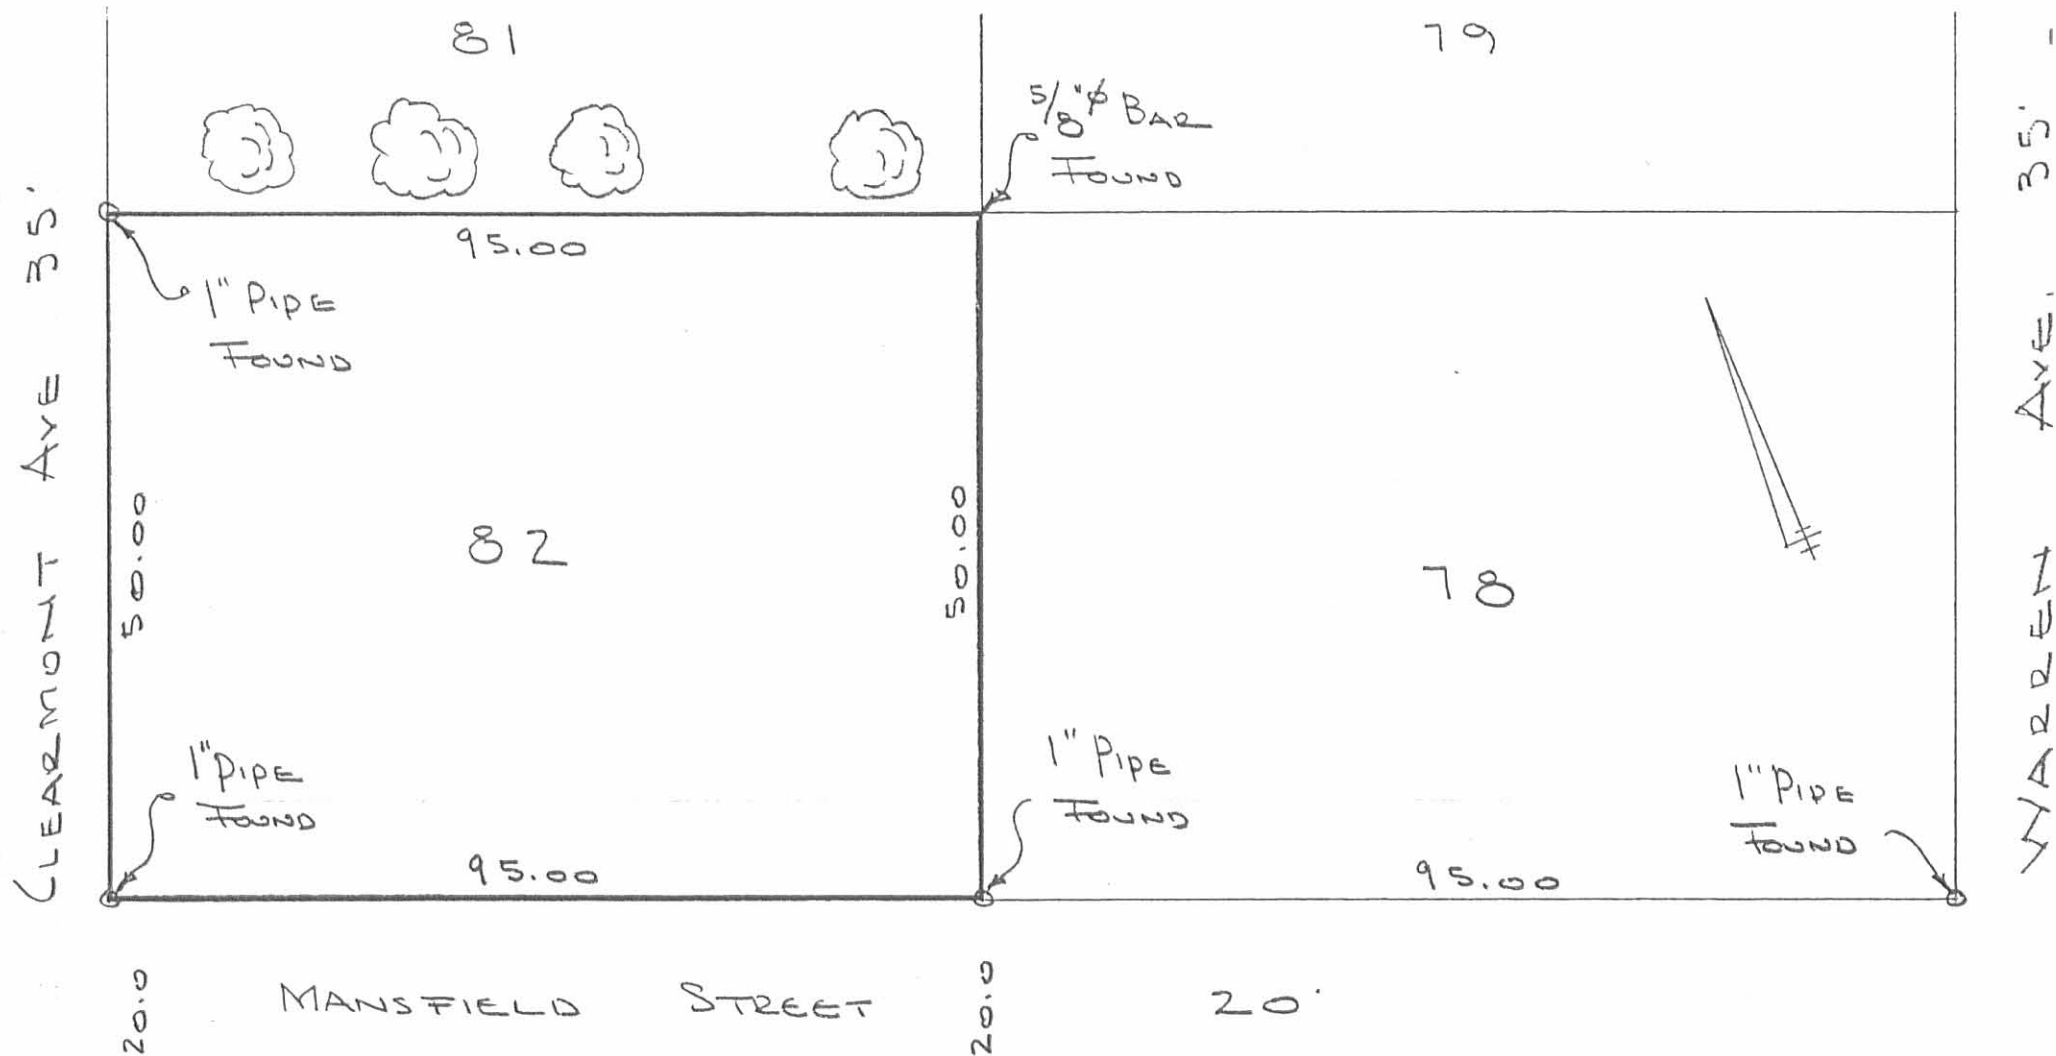 81
79
5/8"⌀ BAR
FOUND
CLEARMONT AVE 35'
WARREN AVE. 35'
95.00
1" PIPE
FOUND
50.00
82
50.00
78
1" PIPE
FOUND
1" PIPE
FOUND
1" PIPE
FOUND
95.00
95.00
20.0
MANSFIELD STREET 20'
20.0